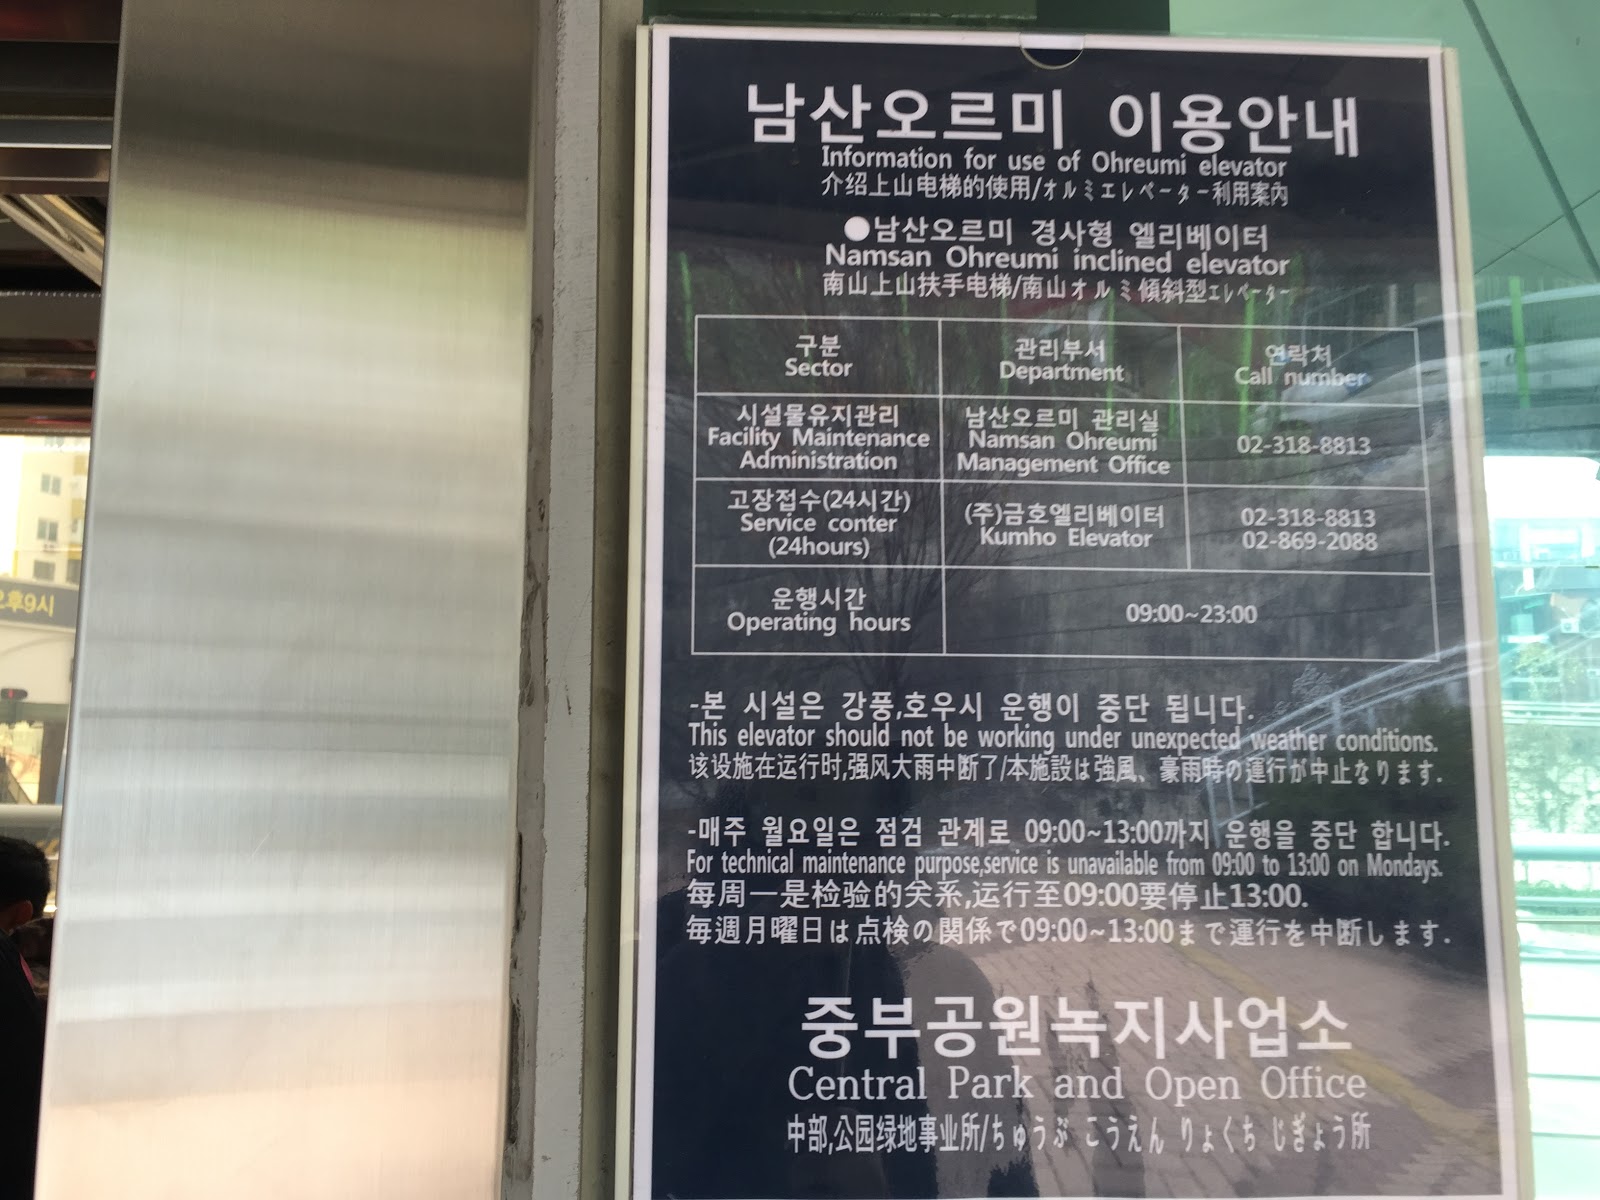 남산오르미 이용안내
Information for use of Ohreumi elevator
介绍上山电梯的使用/オルミエレベーター利用案內
●남산오르미 경사형 엘리베이터
Namsan Ohreumi inclined elevator
南山上山扶手电梯/南山オルミ傾斜型エレベーター
구분
Sector
관리부서
Department
연락처
Call number
시설물유지관리
Facility Maintenance
Administration
남산오르미 관리실
Namsan Ohreumi
Management Office
02-318-8813
고장접수(24시간)
Service conter
(24hours)
(주)금호엘리베이터
Kumho Elevator
02-318-8813
02-869-2088
운행시간
Operating hours
09:00~23:00
-본 시설은 강풍,호우시 운행이 중단 됩니다.
This elevator should not be working under unexpected weather conditions.
该设施在运行时,强风大雨中断了/本施設は強風、豪雨時の運行が中止なります.
-매주 월요일은 점검 관계로 09:00~13:00까지 운행을 중단 합니다.
For technical maintenance purpose,service is unavailable from 09:00 to 13:00 on Mondays.
每周一是检验的关系,运行至09:00要停止13:00.
毎週月曜日は点検の関係で09:00~13:00まで運行を中断します.
중부공원녹지사업소
Central Park and Open Office
中部,公园绿地事业所/ちゅうぶ こうえん りょくち じぎょう所
오후9시